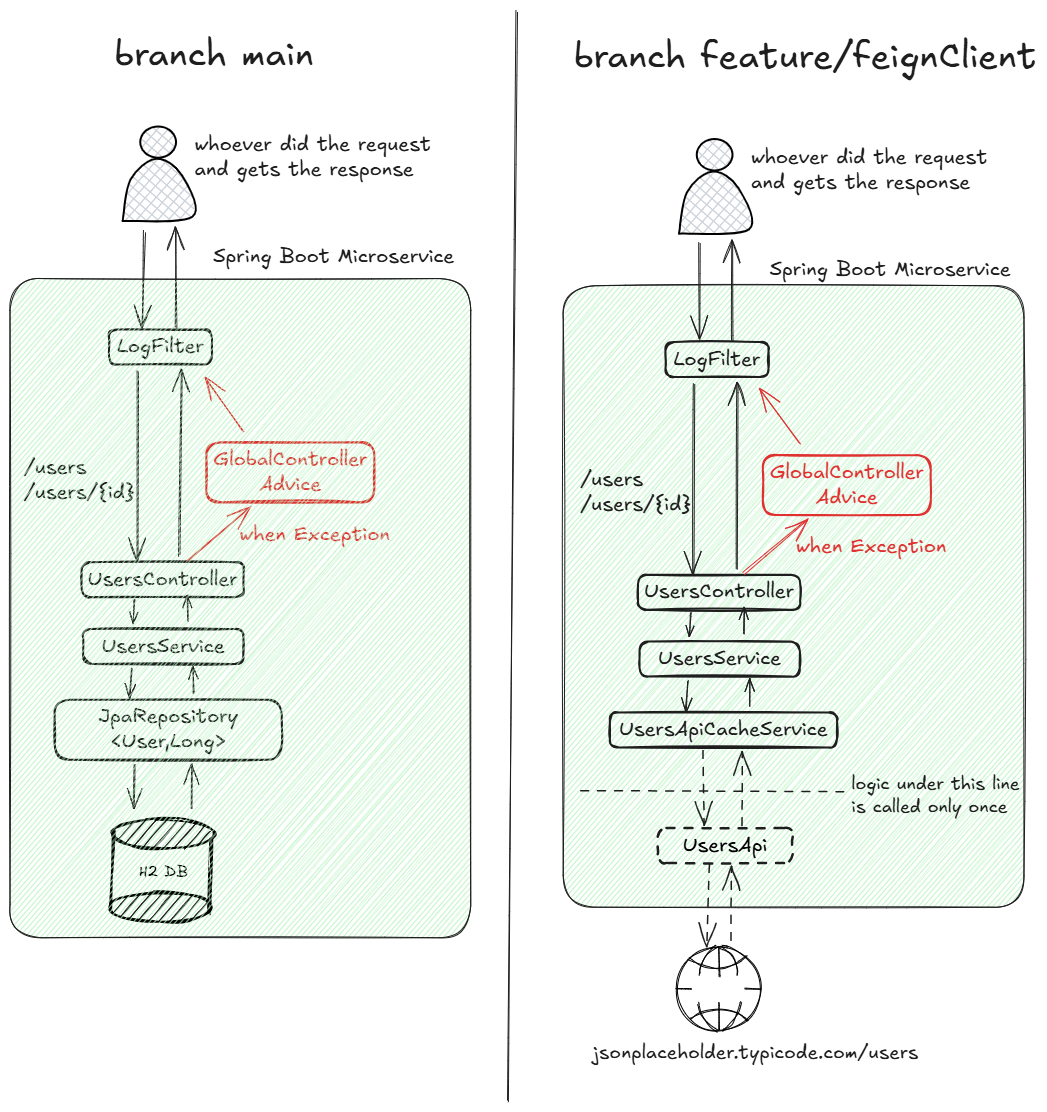 branch main
whoever did the request
and gets the response
Spring Boot Microservice
LogFilter
GlobalController
Advice
/users
/users/{id}
when Exception
UsersController
UsersService
JpaRepository
<User,Long>
H2 DB
branch feature/feignClient
whoever did the request
and gets the response
Spring Boot Microservice
LogFilter
GlobalController
Advice
/users
/users/{id}
when Exception
UsersController
UsersService
UsersApiCacheService
logic under this line
is called only once
UsersApi
jsonplaceholder.typicode.com/users